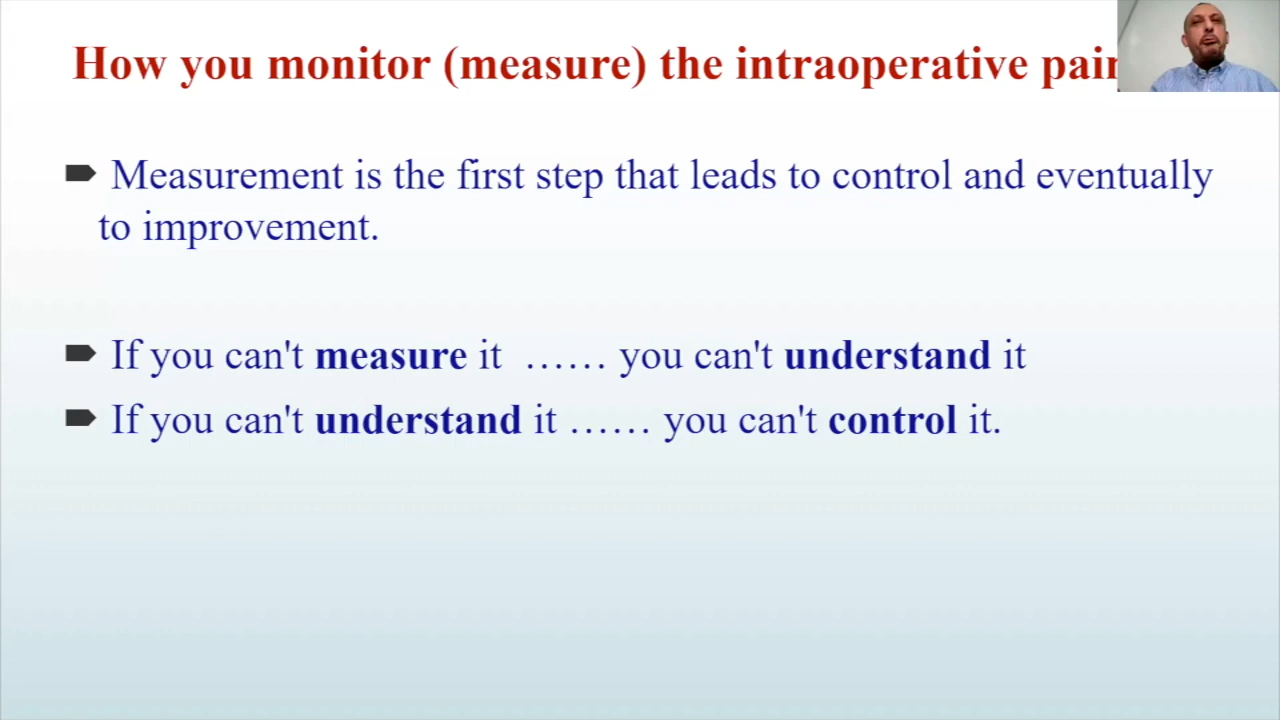 How you monitor (measure) the intraoperative
Measurement is the first step that leads to control and eventually
to improvement.
If you can't measure it ...... you can't understand it
If you can't understand it ...... you can't control it.